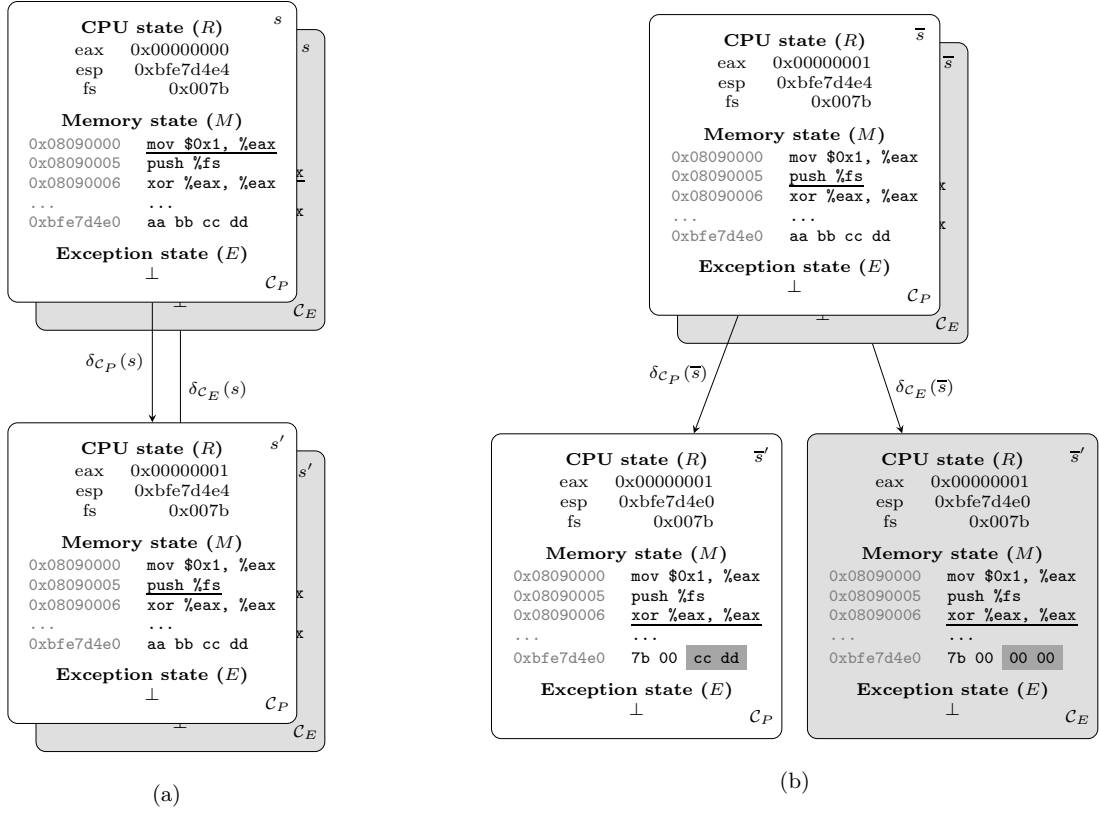 s
CPU state (R)
eax 0x00000000
esp 0xbfe7d4e4
fs 0x007b
Memory state (M)
0x08090000 mov $0x1, %eax
0x08090005 push %fs
0x08090006 xor %eax, %eax
... ...
0xbfe7d4e0 aa bb cc dd
Exception state (E)
⊥
C_P
s
x
x
⊥
C_E
δ_{C_P}(s)
δ_{C_E}(s)
s′
CPU state (R)
eax 0x00000001
esp 0xbfe7d4e4
fs 0x007b
Memory state (M)
0x08090000 mov $0x1, %eax
0x08090005 push %fs
0x08090006 xor %eax, %eax
... ...
0xbfe7d4e0 aa bb cc dd
Exception state (E)
⊥
C_P
s′
x
x
⊥
C_E
(a)
s̅
CPU state (R)
eax 0x00000001
esp 0xbfe7d4e4
fs 0x007b
Memory state (M)
0x08090000 mov $0x1, %eax
0x08090005 push %fs
0x08090006 xor %eax, %eax
... ...
0xbfe7d4e0 aa bb cc dd
Exception state (E)
⊥
C_P
s̅
x
x
⊥
C_E
δ_{C_P}(s̅)
δ_{C_E}(s̅)
s̅′
CPU state (R)
eax 0x00000001
esp 0xbfe7d4e0
fs 0x007b
Memory state (M)
0x08090000 mov $0x1, %eax
0x08090005 push %fs
0x08090006 xor %eax, %eax
... ...
0xbfe7d4e0 7b 00 cc dd
Exception state (E)
⊥
C_P
s̅′
CPU state (R)
eax 0x00000001
esp 0xbfe7d4e0
fs 0x007b
Memory state (M)
0x08090000 mov $0x1, %eax
0x08090005 push %fs
0x08090006 xor %eax, %eax
... ...
0xbfe7d4e0 7b 00 00 00
Exception state (E)
⊥
C_E
(b)